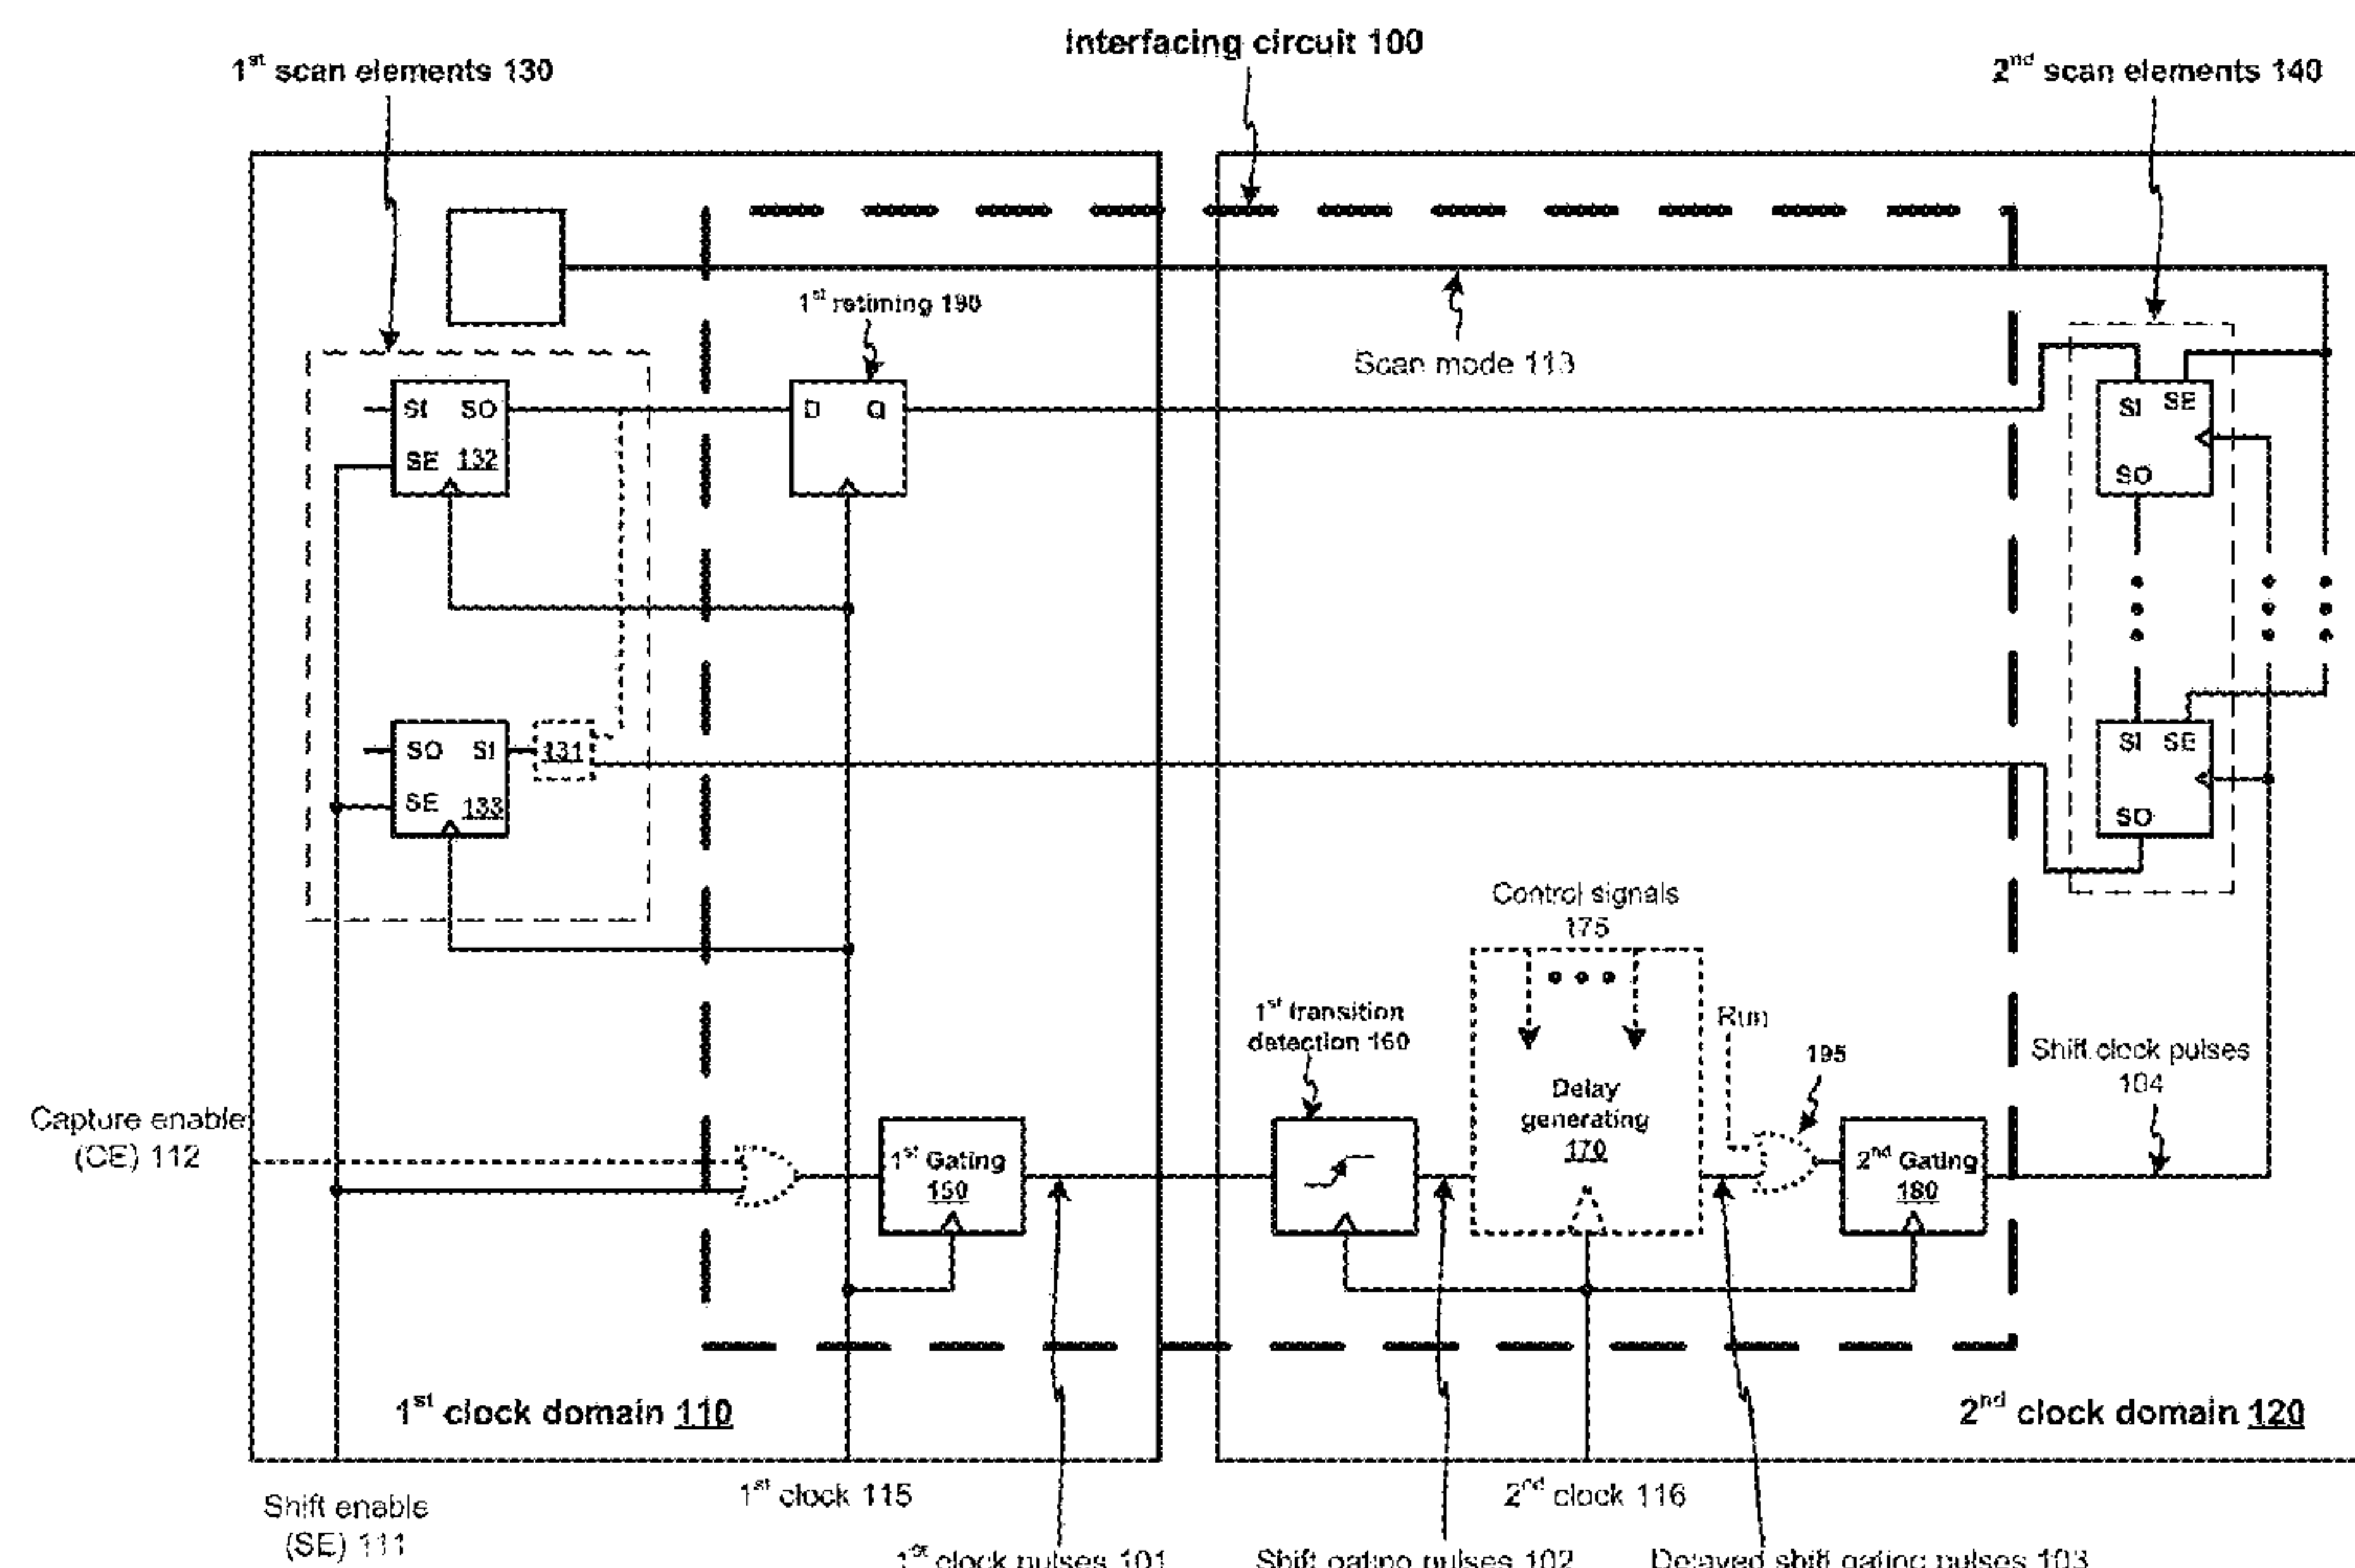 Interfacing circuit 100
1st scan elements 130
2nd scan elements 140
1st retiming 190
Scan mode 113
SI SO
SE 132
D Q
SI SE
SO
SO SI 131
SE 133
SI SE
SO
Control signals
175
1st transition
detection 160
Run
195
Delay
generating
170
Shift clock pulses
104
Capture enable
(CE) 112
1st Gating
150
2nd Gating
180
1st clock domain 110
2nd clock domain 120
Shift enable
(SE) 111
1st clock 115
2nd clock 116
1st clock pulses 101
Shift gating pulses 102
Delayed shift gating pulses 103